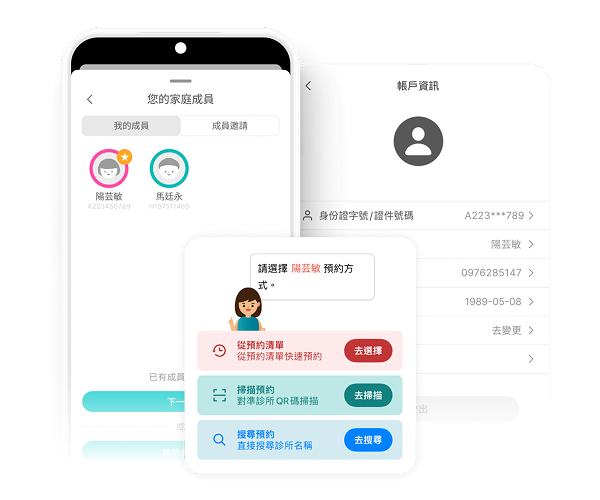 您的家庭成員
我的成員
成員邀請
陽芸敏
A223456789
馬廷永
H157511465
已有成員
下一
帳戶資訊
身份證字號/證件號碼
A223***789
陽芸敏
0976285147
1989-05-08
去變更
請選擇 陽芸敏 預約方
式。
從預約清單
從預約清單快速預約
去選擇
掃描預約
對準診所QR碼掃描
去掃描
搜尋預約
直接搜尋診所名稱
去搜尋